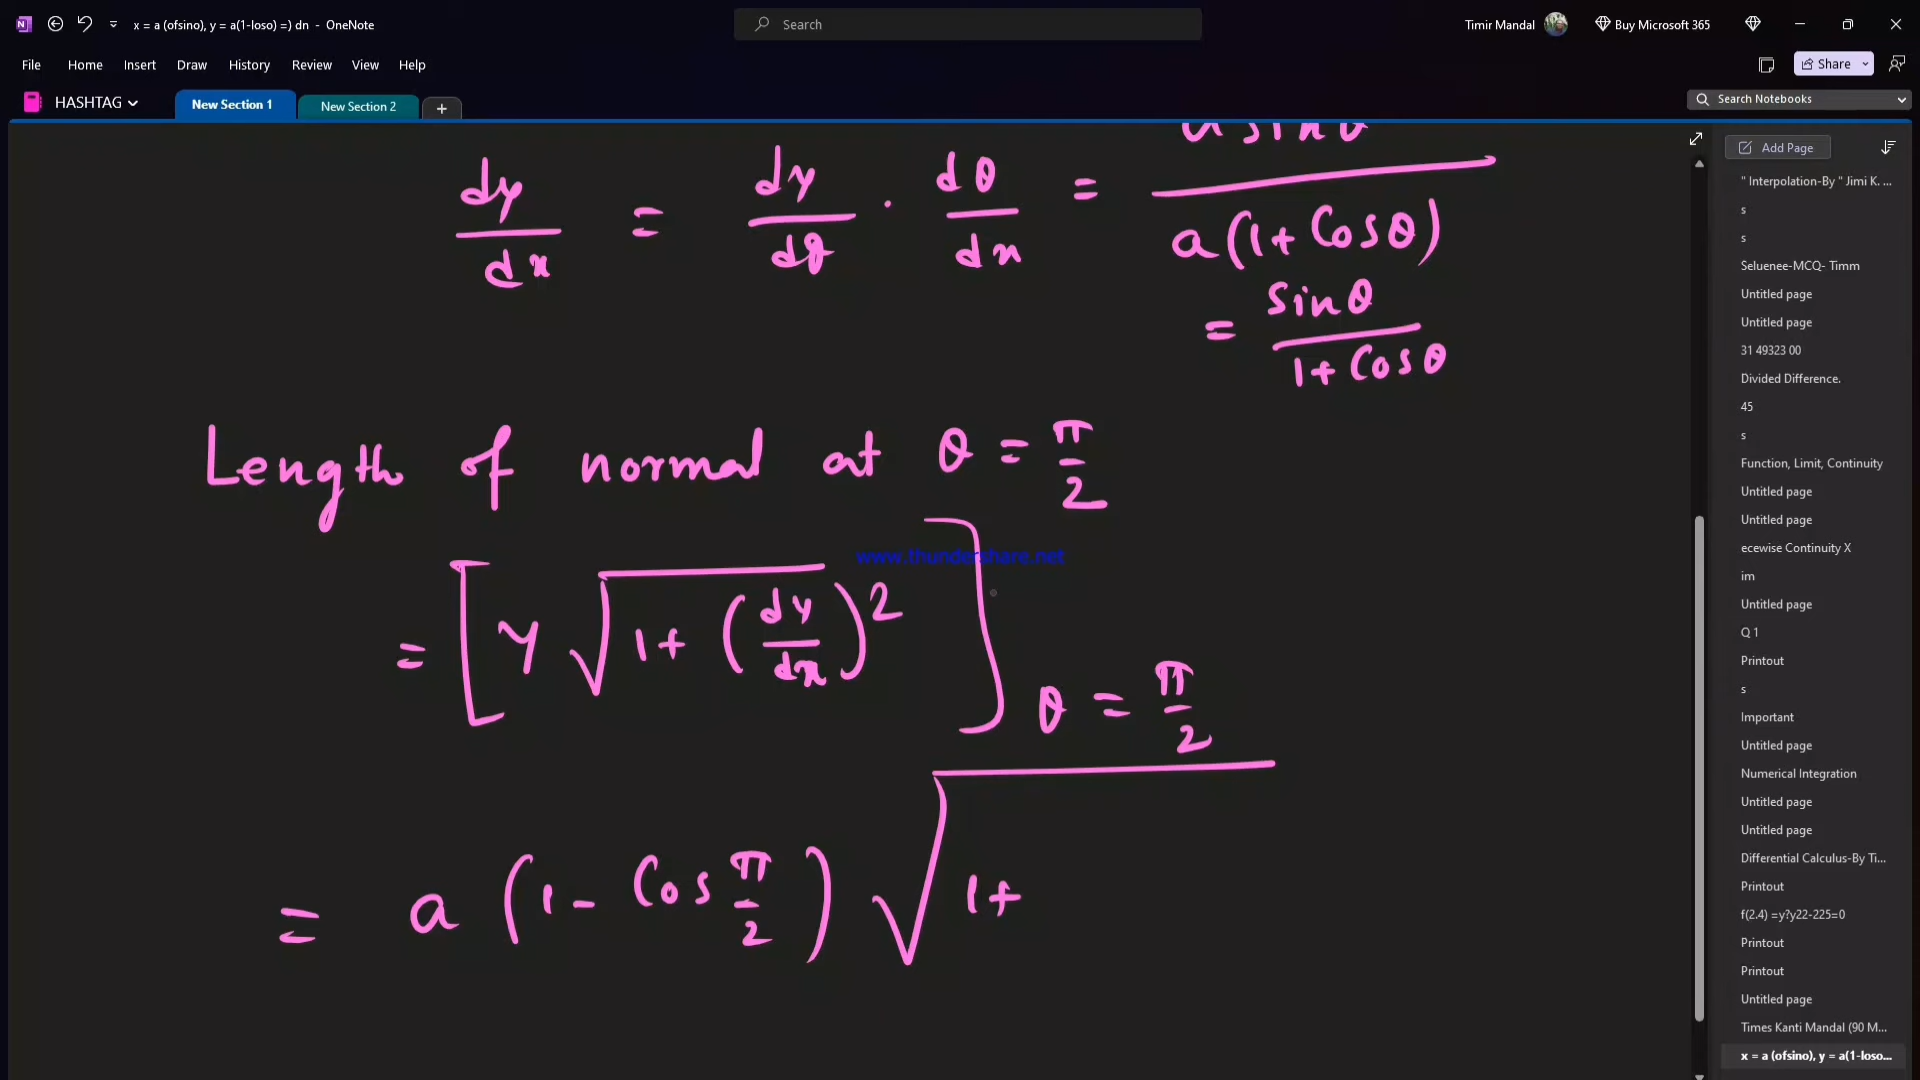 x = a (ofsino), y = a(1-loso) =) dn - OneNote
Search
Timir Mandal
Buy Microsoft 365
File Home Insert Draw History Review View Help
Share
HASHTAG
New Section 1
New Section 2
+
Search Notebooks
Add Page
" Interpolation-By " Jimi K. ...
s
s
Seluenee-MCQ- Timm
Untitled page
Untitled page
31 49323 00
Divided Difference.
45
s
Function, Limit, Continuity
Untitled page
Untitled page
ecewise Continuity X
im
Untitled page
Q 1
Printout
s
Important
Untitled page
Numerical Integration
Untitled page
Untitled page
Differential Calculus-By Ti...
Printout
f(2.4) =y?y22-225=0
Printout
Printout
Untitled page
Times Kanti Mandal (90 M...
x = a (ofsino), y = a(1-loso...
dy/dx = dy/dθ · dθ/dx = a sinθ / a(1+Cosθ)
= sinθ / 1+Cosθ
Length of normal at θ = π/2
= [y √(1+(dy/dx)²)] θ = π/2
www.thundershare.net
= a (1 - Cos π/2) √ 1+